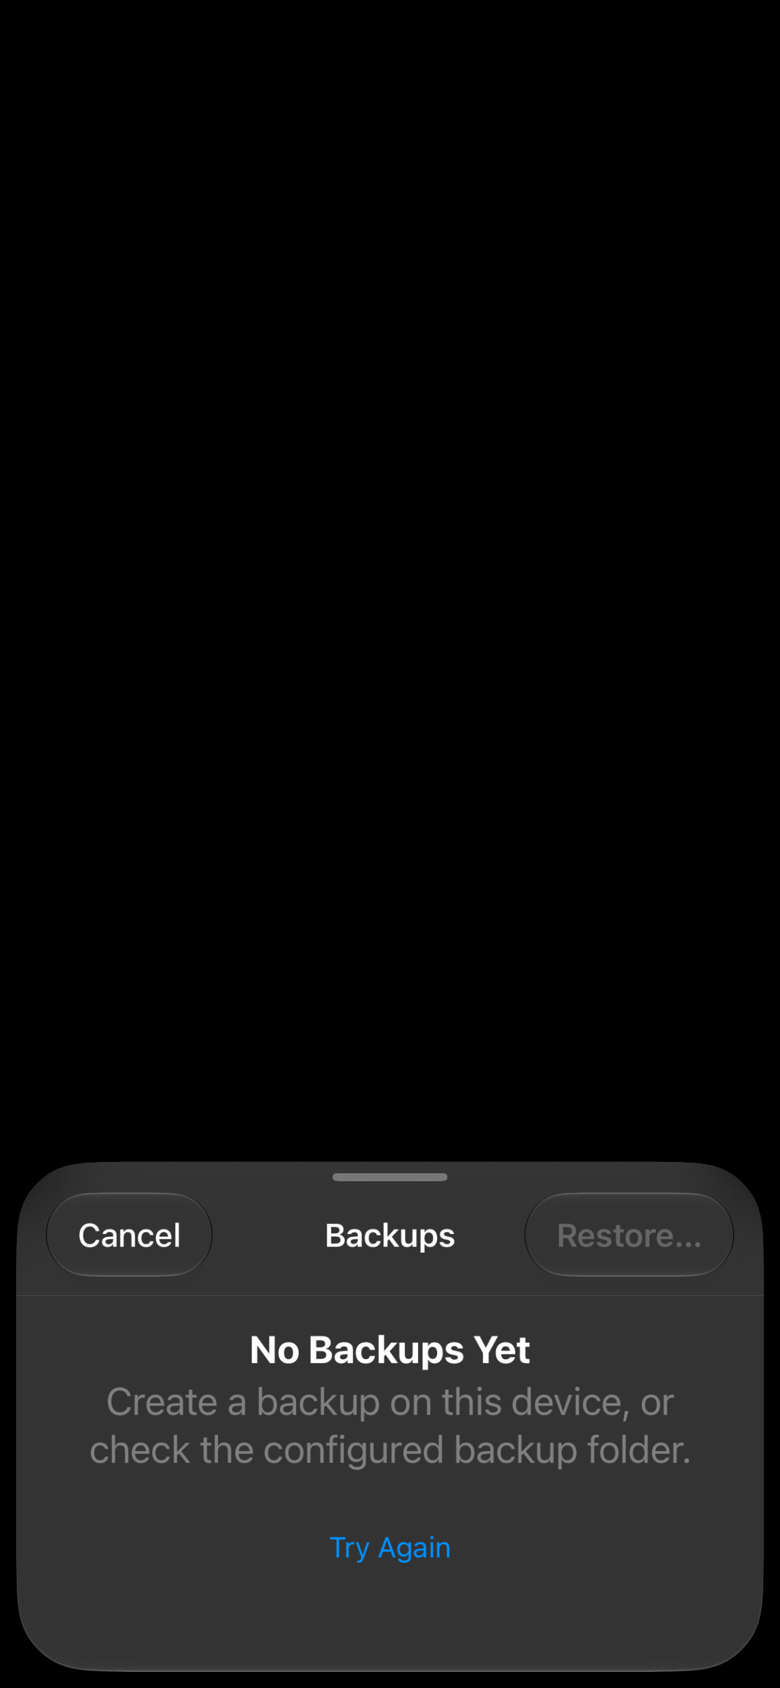 Cancel
Backups
Restore...
No Backups Yet
Create a backup on this device, or
check the configured backup folder.
Try Again